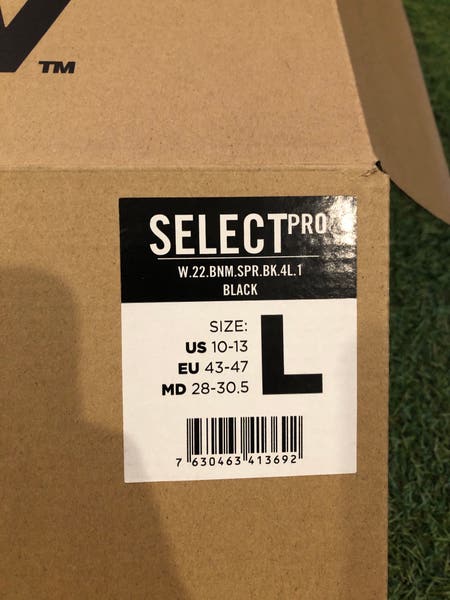 TM
SELECTPRO
W.22.BNM.SPR.BK.4L.1
BLACK
SIZE:
US 10-13
EU 43-47
MD 28-30.5
L
7 630463 413692